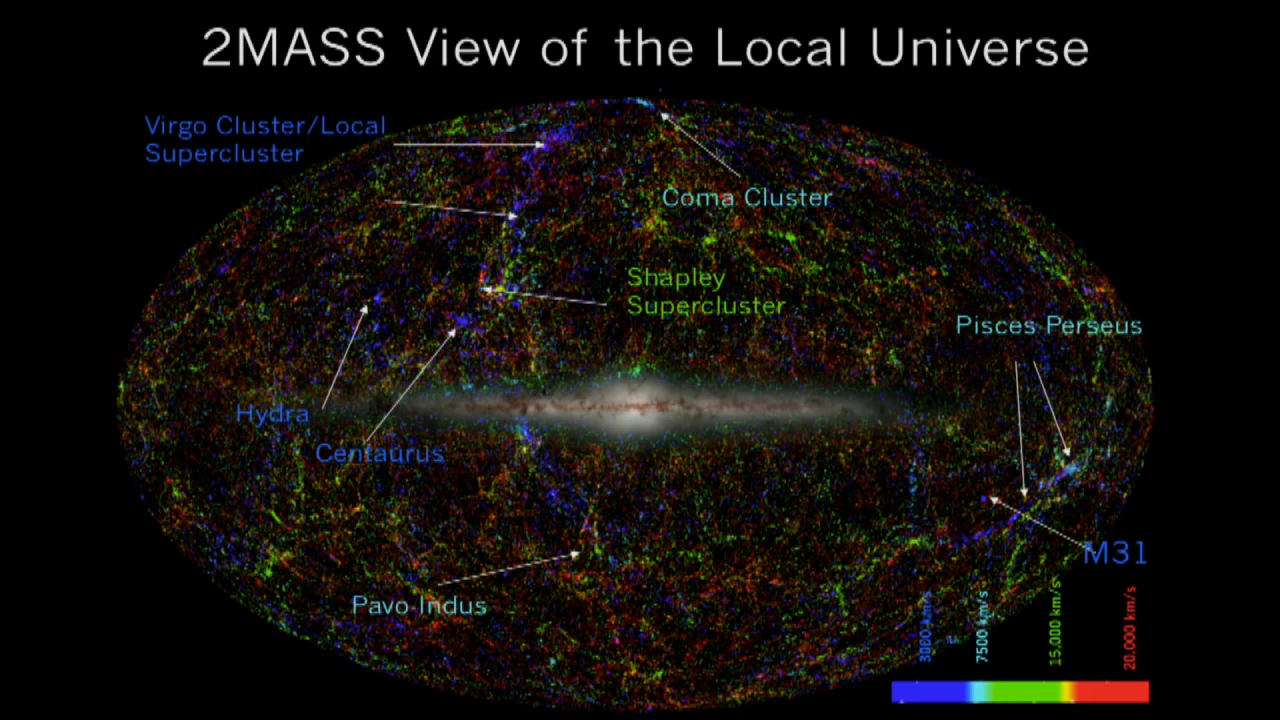 2MASS View of the Local Universe
Virgo Cluster/Local
Supercluster
Coma Cluster
Shapley
Supercluster
Pisces Perseus
Hydra
Centaurus
M31
Pavo-Indus
3000 km/s
7500 km/s
15,000 km/s
20,000 km/s